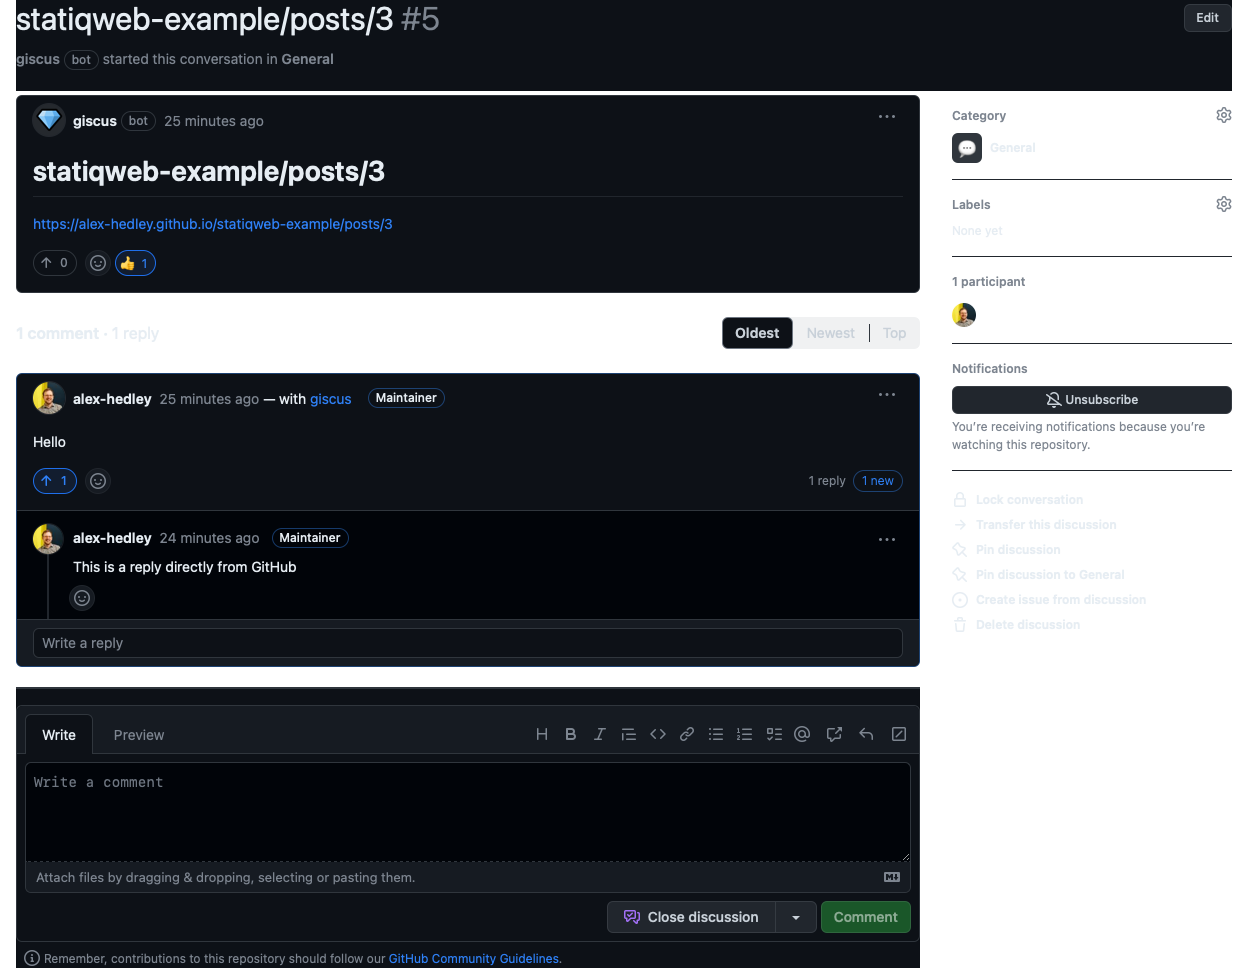 statiqweb-example/posts/3 #5
Edit
giscus bot started this conversation in General
giscus bot 25 minutes ago
statiqweb-example/posts/3
https://alex-hedley.github.io/statiqweb-example/posts/3
0
👍 1
1 comment · 1 reply
Oldest Newest Top
alex-hedley 25 minutes ago — with giscus Maintainer
Hello
1
1 reply 1 new
alex-hedley 24 minutes ago Maintainer
This is a reply directly from GitHub
Write a reply
Write Preview
Write a comment
Attach files by dragging & dropping, selecting or pasting them.
Close discussion
Comment
Remember, contributions to this repository should follow our GitHub Community Guidelines.
Category
General
Labels
None yet
1 participant
Notifications
Unsubscribe
You're receiving notifications because you're
watching this repository.
Lock conversation
Transfer this discussion
Pin discussion
Pin discussion to General
Create issue from discussion
Delete discussion